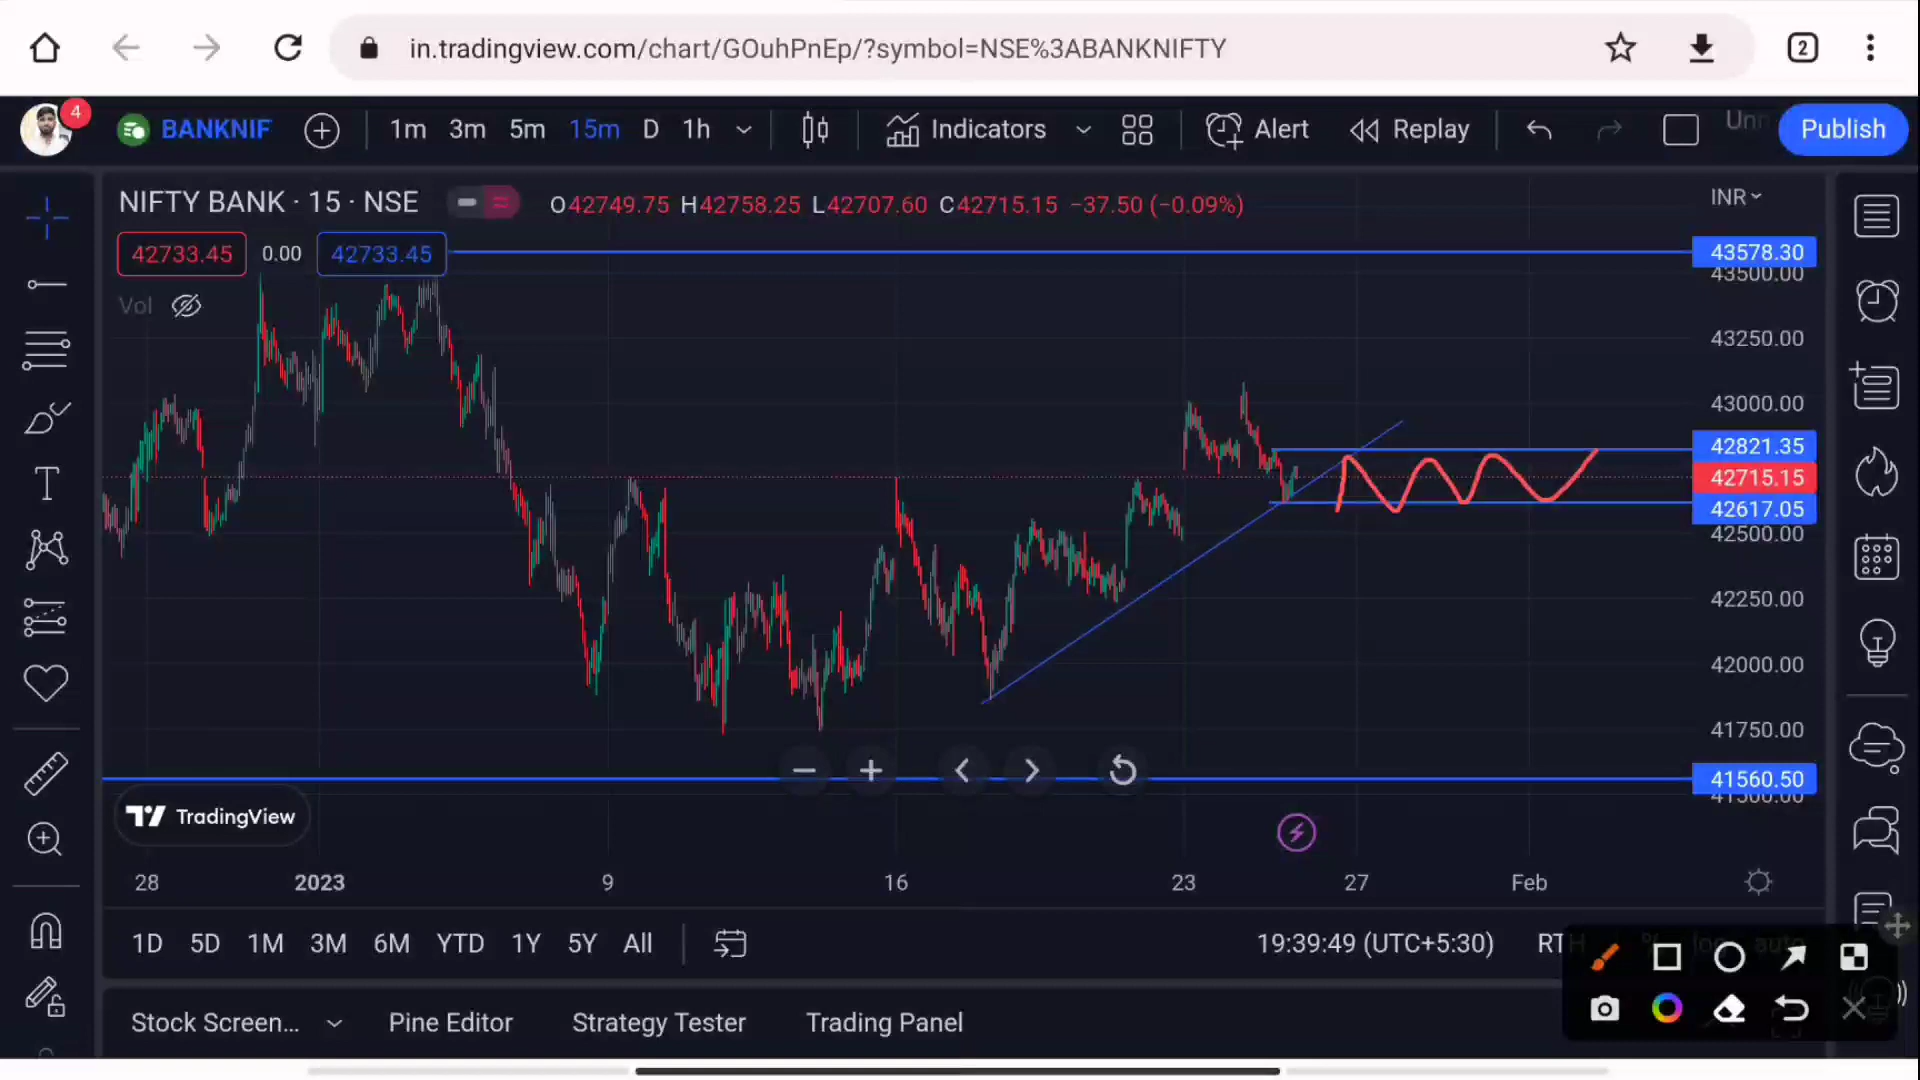 in.tradingview.com/chart/GOuhPnEp/?symbol=NSE%3ABANKNIFTY
2
4
BANKNIF
1m 3m 5m 15m D 1h
Indicators
Alert
Replay
Publish
NIFTY BANK · 15 · NSE
O42749.75 H42758.25 L42707.60 C42715.15 −37.50 (−0.09%)
INR
42733.45 0.00 42733.45
Vol
43578.30
43500.00
43250.00
43000.00
42821.35
42715.15
42617.05
42500.00
42250.00
42000.00
41750.00
41560.50
41500.00
TradingView
28 2023 9 16 23 27 Feb
1D 5D 1M 3M 6M YTD 1Y 5Y All
19:39:49 (UTC+5:30)
Stock Screen... Pine Editor Strategy Tester Trading Panel